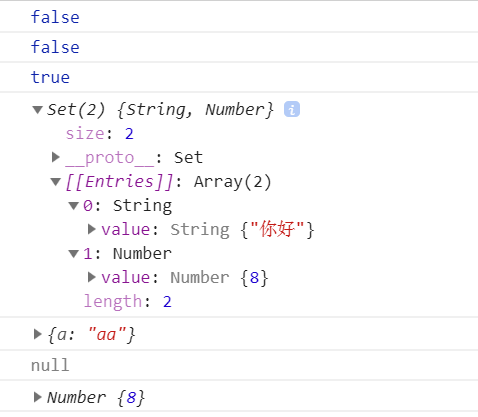 false
false
true
Set(2) {String, Number} i
size: 2
__proto__: Set
[[Entries]]: Array(2)
0: String
value: String {"你好"}
1: Number
value: Number {8}
length: 2
{a: "aa"}
null
Number {8}